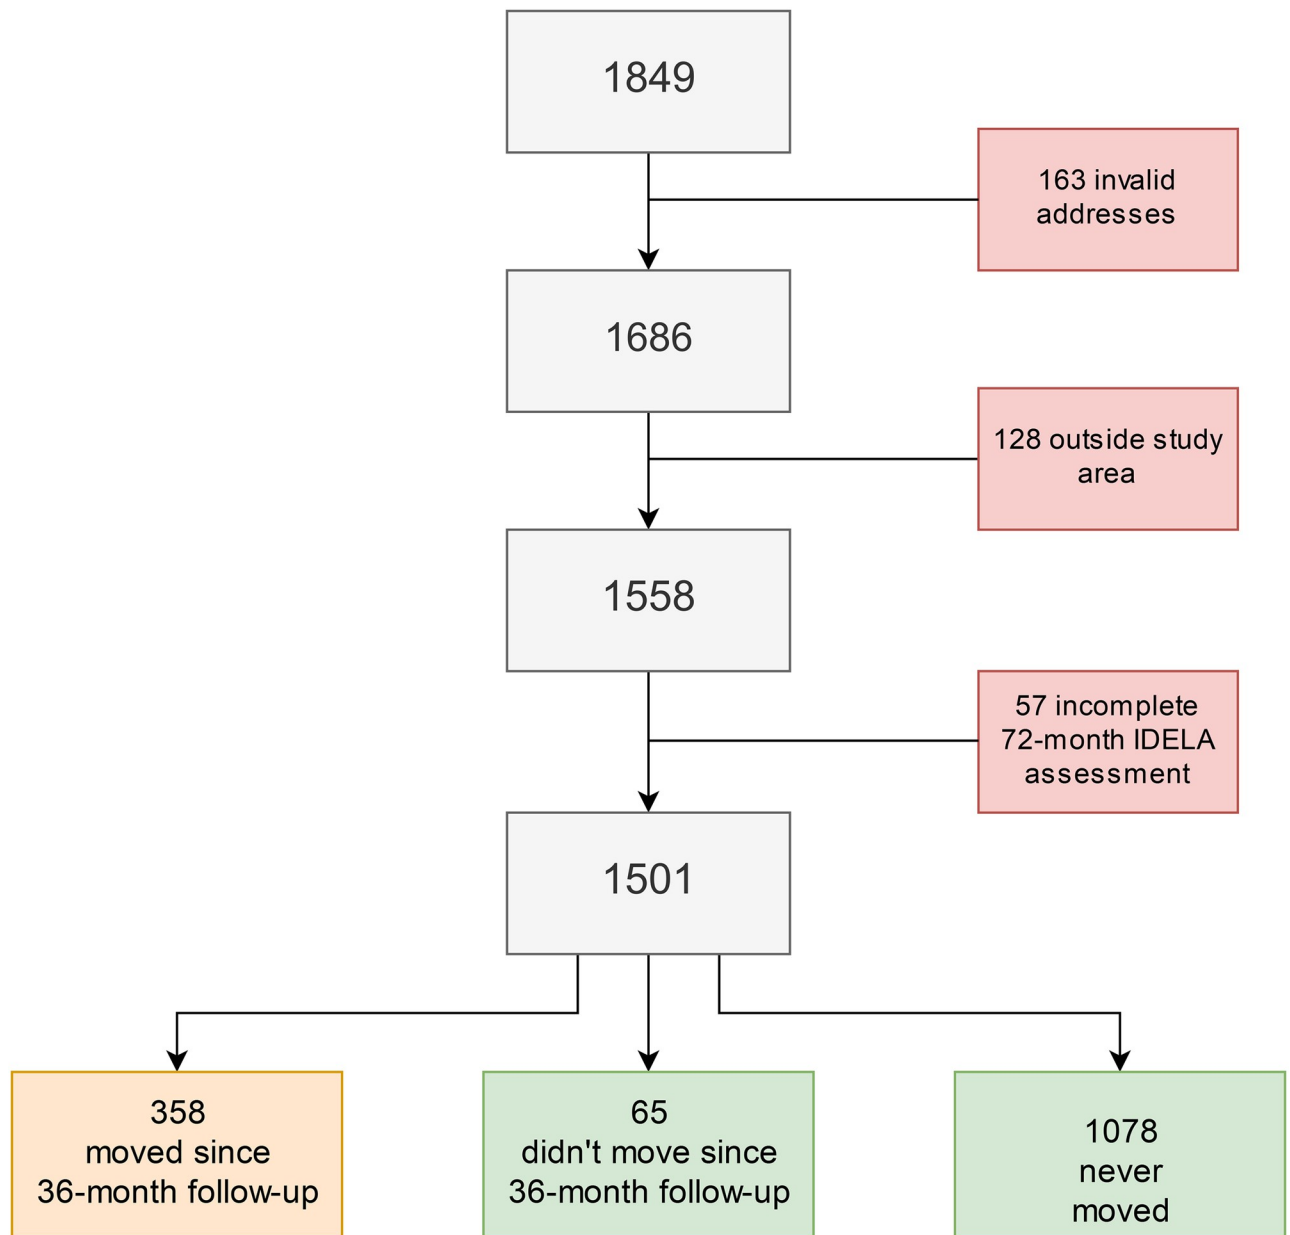 1849
163 invalid
addresses
1686
128 outside study
area
1558
57 incomplete
72-month IDELA
assessment
1501
358
moved since
36-month follow-up
65
didn't move since
36-month follow-up
1078
never
moved